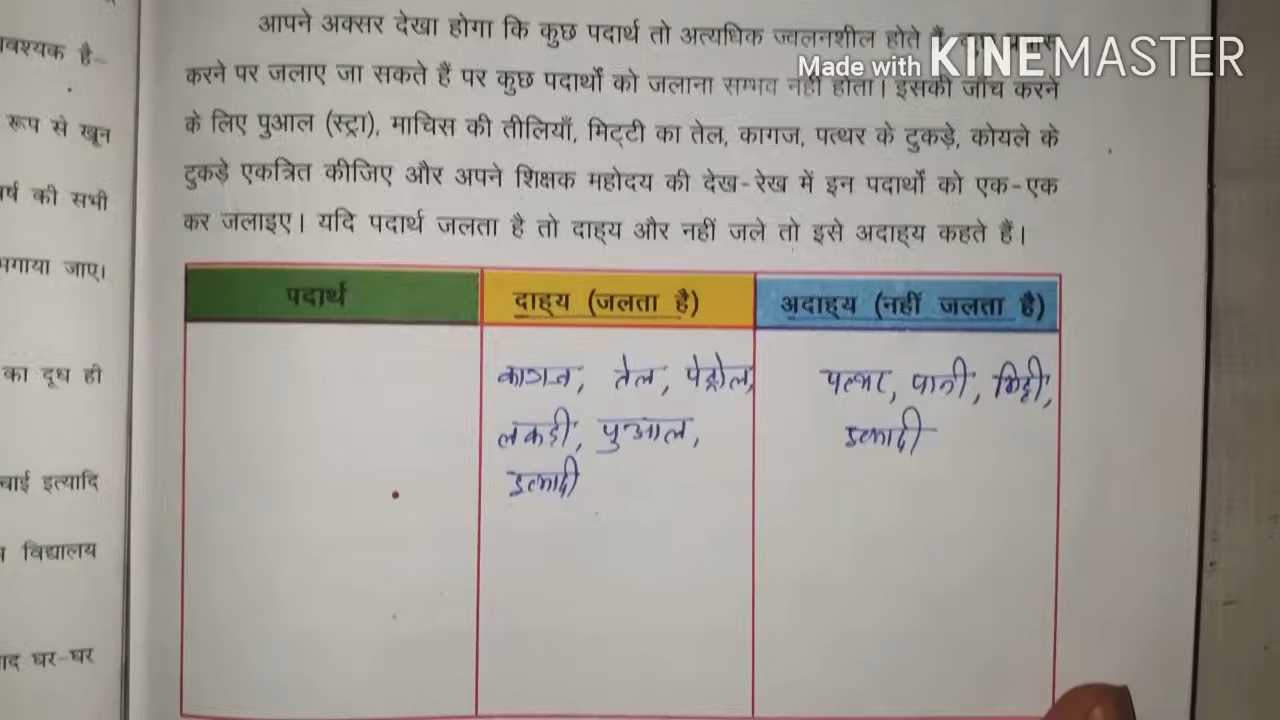 आपने अक्सर देखा होगा कि कुछ पदार्थ तो अत्यधिक ज्वलनशील होते हैं
Made with KINEMASTER
करने पर जलाए जा सकते हैं पर कुछ पदार्थों को जलाना सम्भव नहीं होता। इसकी जाँच करने
के लिए पुआल (स्ट्रा), माचिस की तीलियाँ, मिट्टी का तेल, कागज, पत्थर के टुकड़े, कोयले के
टुकड़े एकत्रित कीजिए और अपने शिक्षक महोदय की देख-रेख में इन पदार्थों को एक-एक
कर जलाइए। यदि पदार्थ जलता है तो दाह्य और नहीं जले तो इसे अदाह्य कहते हैं।
पदार्थ दाह्य (जलता है) अदाह्य (नहीं जलता है)
कागज, तेल, पेट्रोल, पत्थर, पानी, मिट्टी,
लकड़ी, पुआल, इत्यादी
इत्यादी
है-
रूप से खून
की सभी
जाए।
का दूध ही
इत्यादि
विद्यालय
घर-घर